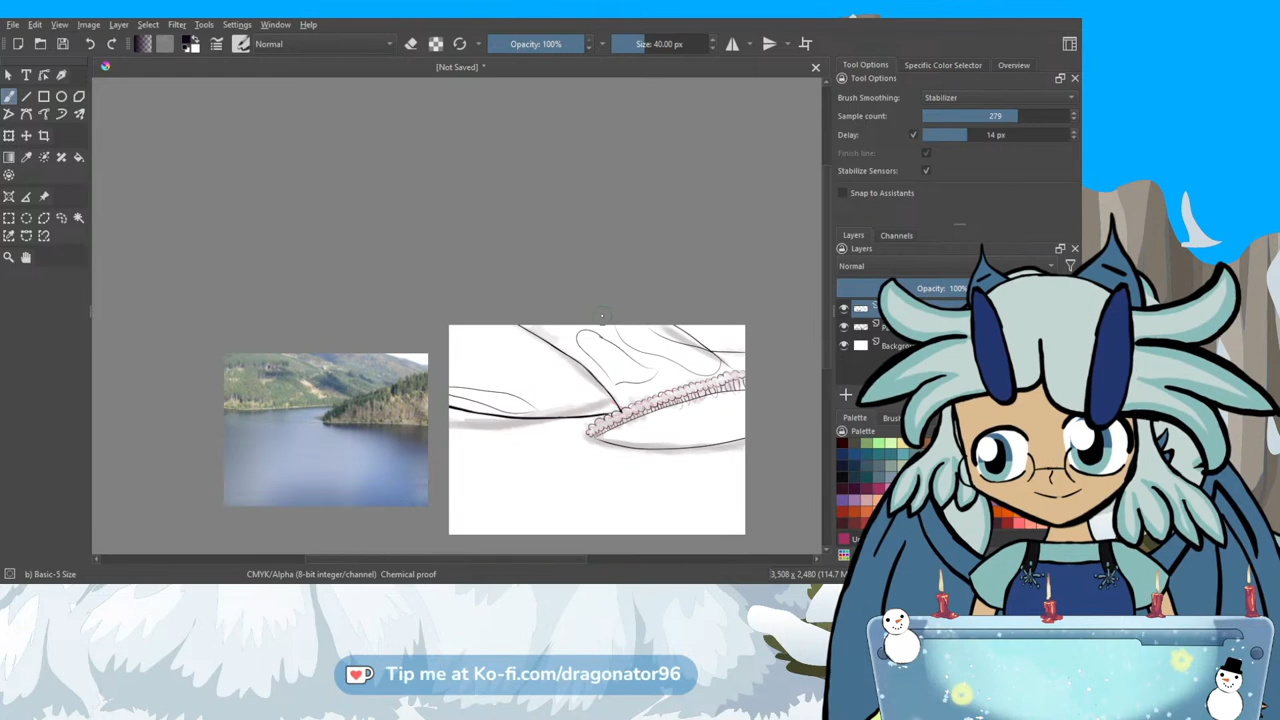 File Edit View Image Layer Select Filter Tools Settings Window Help
Normal Opacity: 100% Size: 40.00 px
[Not Saved] *
Tool Options Specific Color Selector Overview
Tool Options
Brush Smoothing: Stabilizer
Sample count: 279
Delay: 14 px
Finish line:
Stabilize Sensors:
Snap to Assistants
Layers Channels
Layers
Normal
Opacity: 100%
Palette
Palette
b) Basic-5 Size CMYK/Alpha (8-bit integer/channel) Chemical proof
Tip me at Ko-fi.com/dragonator96